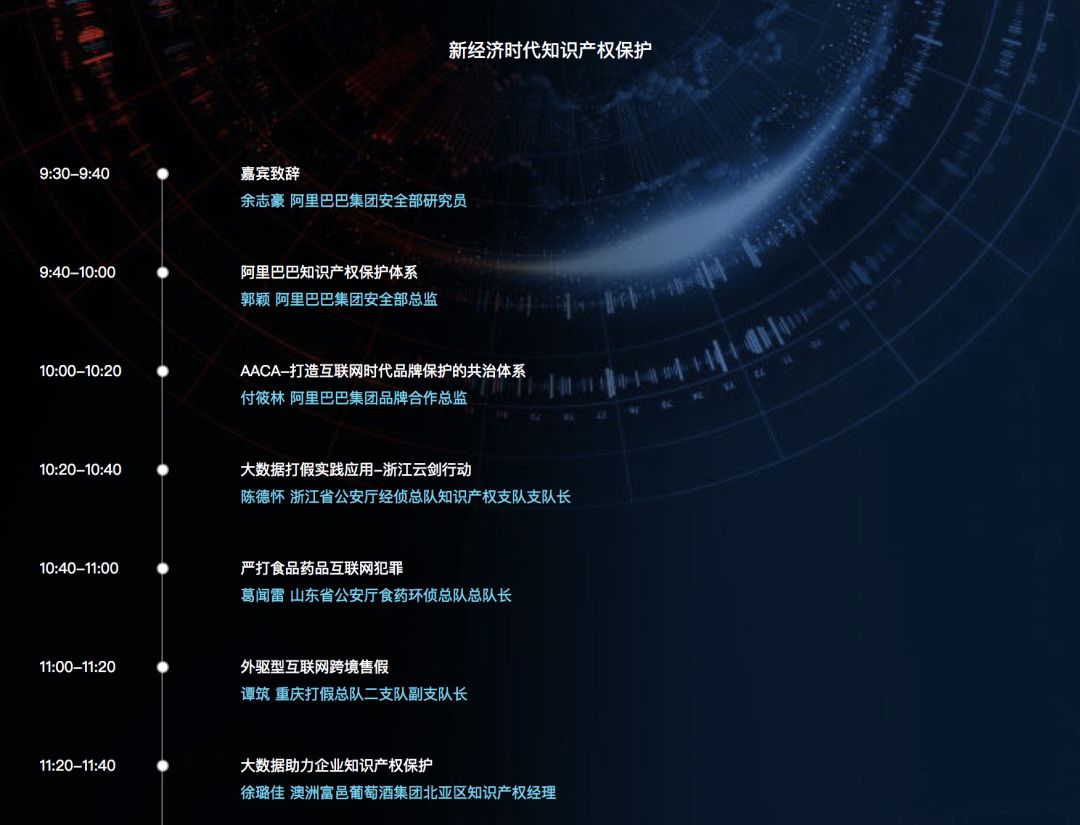 新经济时代知识产权保护
9:30–9:40
嘉宾致辞
余志豪 阿里巴巴集团安全部研究员
9:40–10:00
阿里巴巴知识产权保护体系
郭颖 阿里巴巴集团安全部总监
10:00–10:20
AACA–打造互联网时代品牌保护的共治体系
付筱林 阿里巴巴集团品牌合作总监
10:20–10:40
大数据打假实践应用–浙江云剑行动
陈德怀 浙江省公安厅经侦总队知识产权支队支队长
10:40–11:00
严打食品药品互联网犯罪
葛闻雷 山东省公安厅食药环侦总队总队长
11:00–11:20
外驱型互联网跨境售假
谭筑 重庆打假总队二支队副支队长
11:20–11:40
大数据助力企业知识产权保护
徐璐佳 澳洲富邑葡萄酒集团北亚区知识产权经理